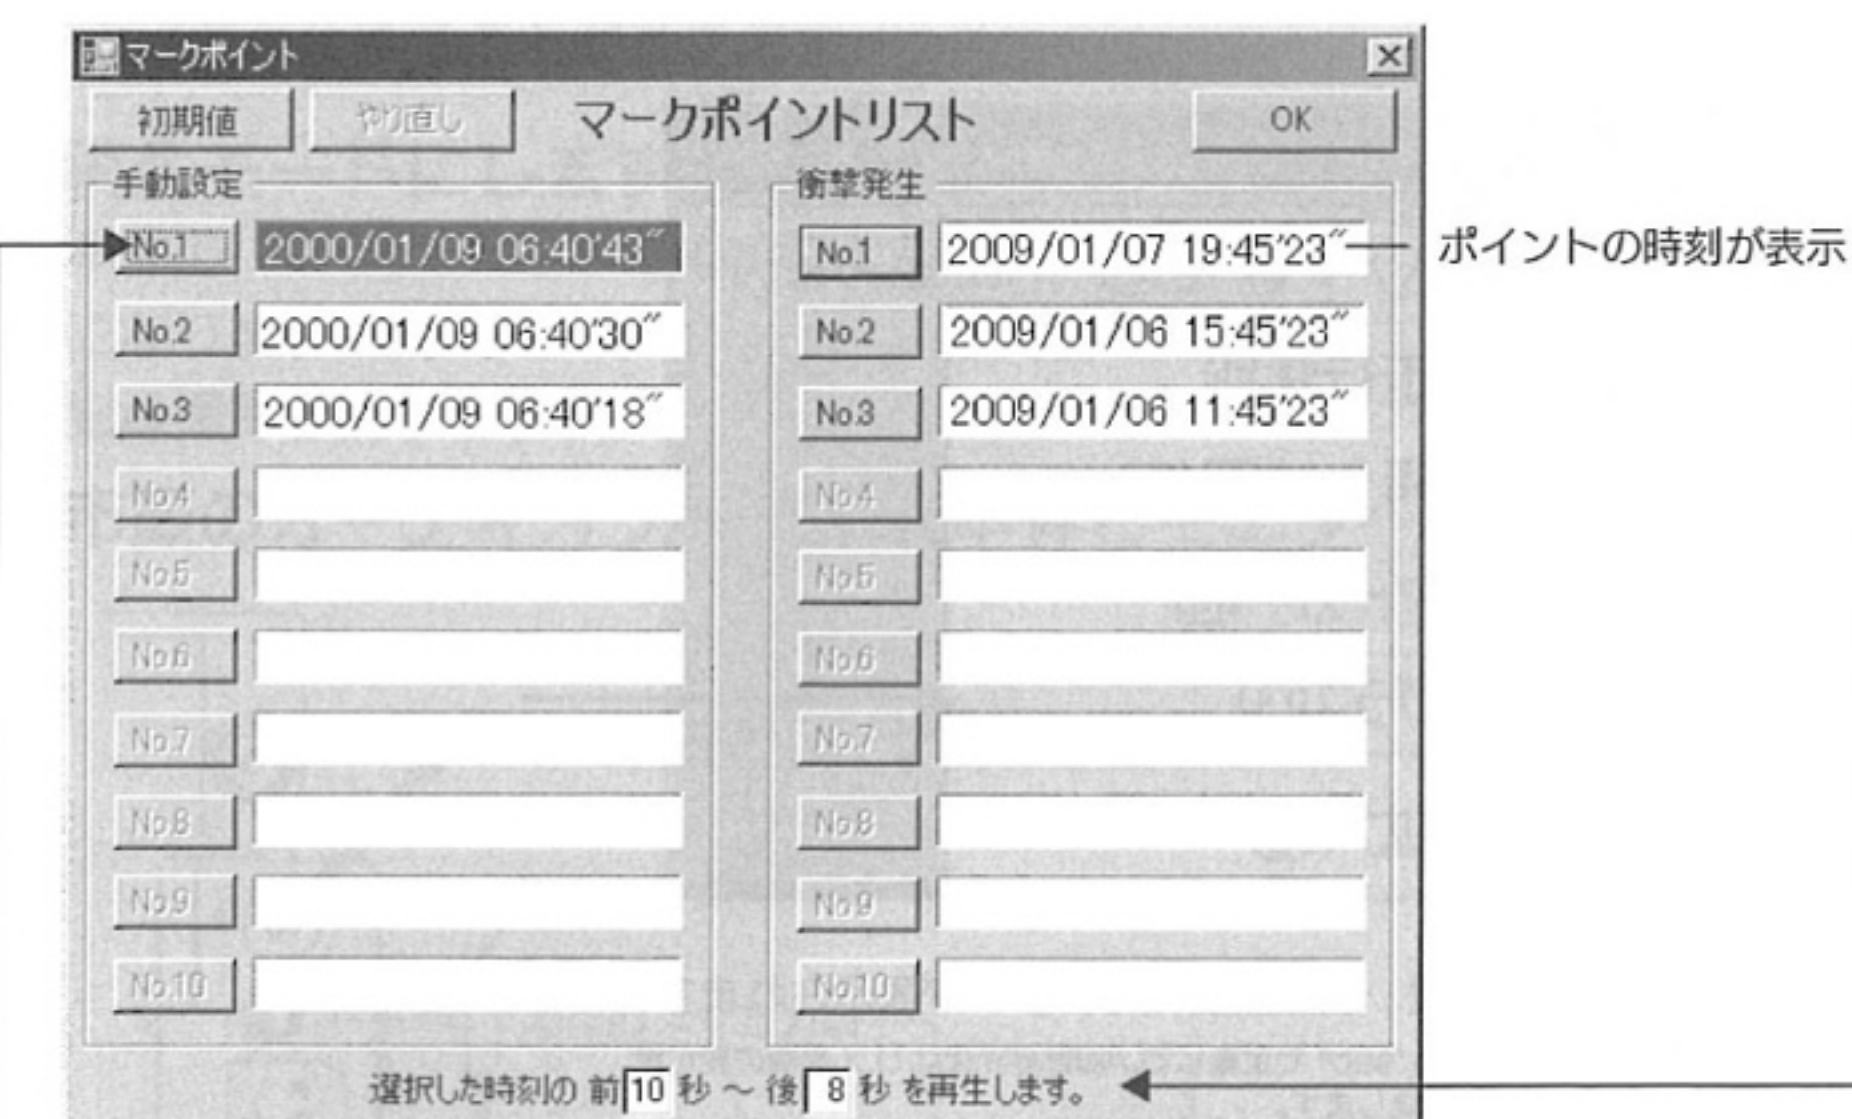 マークポイント
初期値 やり直し マークポイントリスト OK
手動設定
No.1 2000/01/09 06:40'43"
No.2 2000/01/09 06:40'30"
No.3 2000/01/09 06:40'18"
No.4
No.5
No.6
No.7
No.8
No.9
No.10
衝撃発生
No.1 2009/01/07 19:45'23"
No.2 2009/01/06 15:45'23"
No.3 2009/01/06 11:45'23"
No.4
No.5
No.6
No.7
No.8
No.9
No.10
ポイントの時刻が表示
選択した時刻の 前 10 秒 ~ 後 8 秒 を再生します。